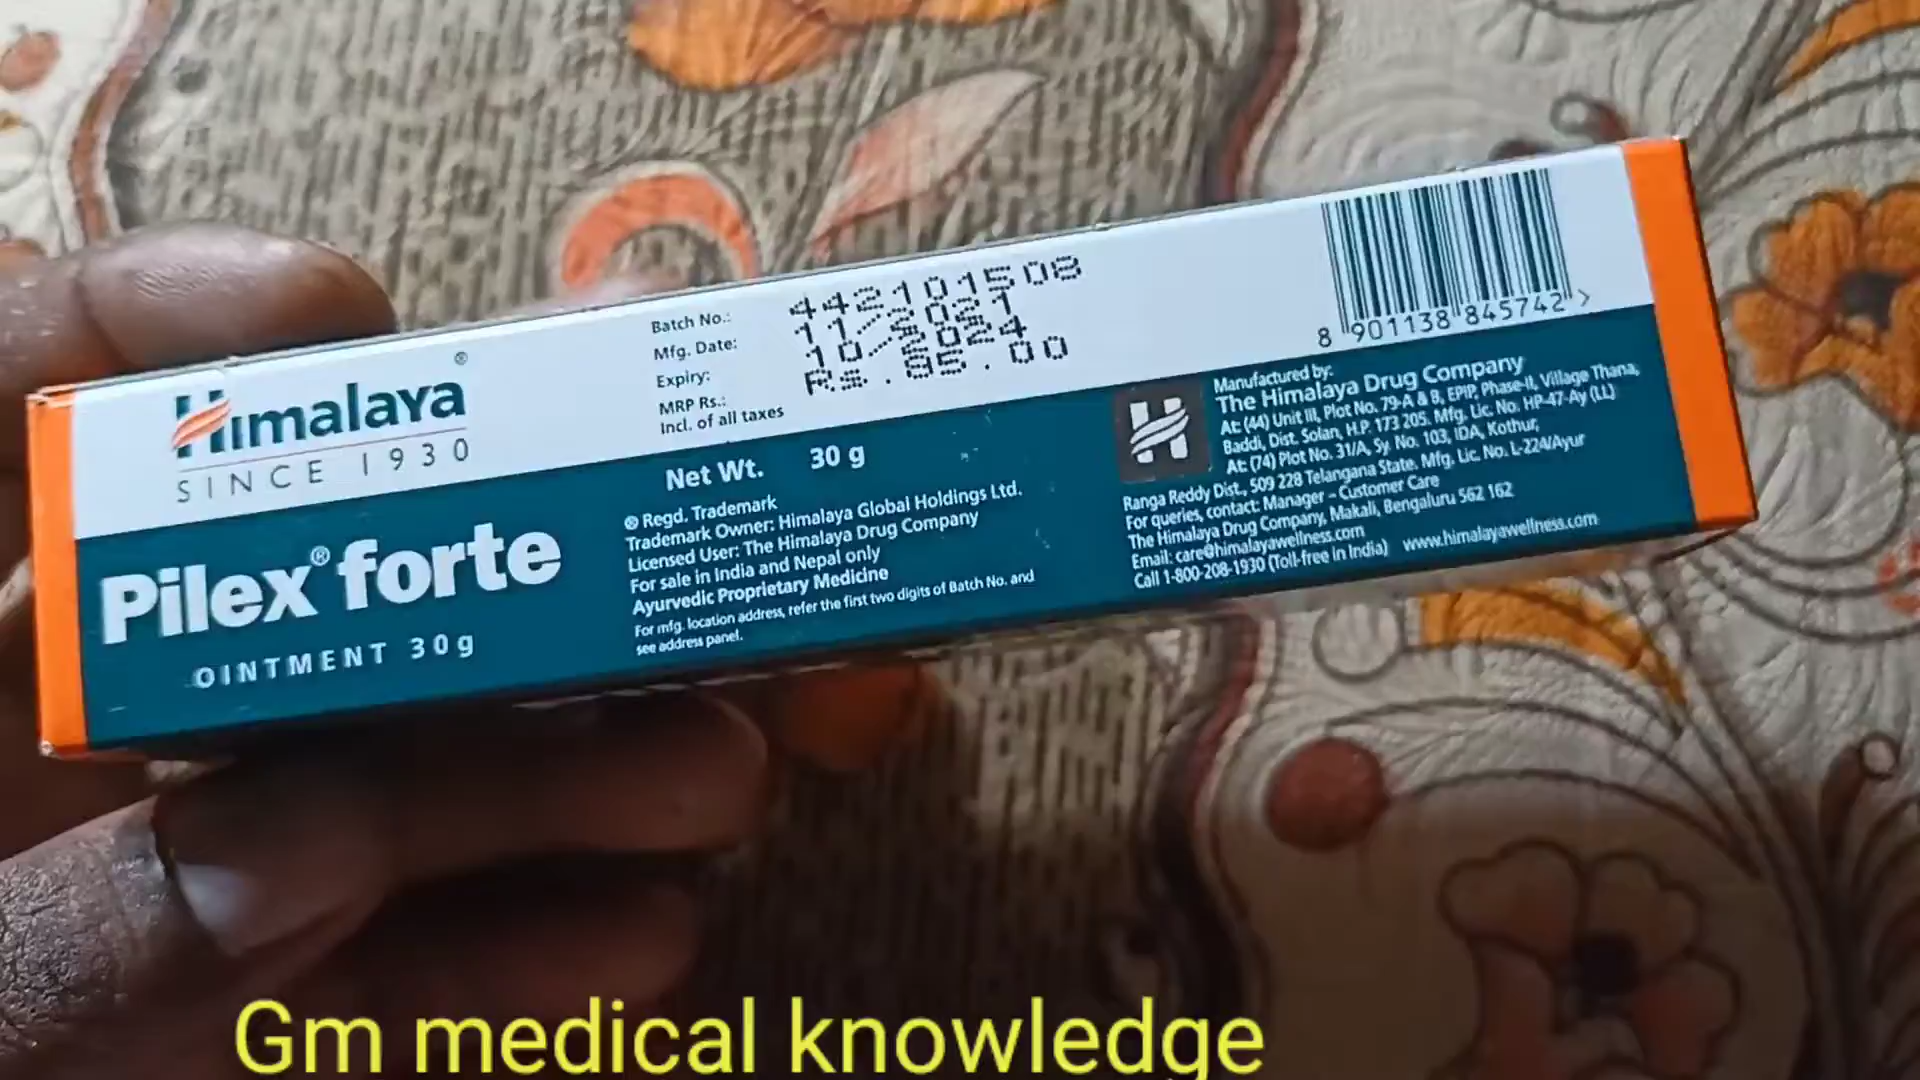 Himalaya®
SINCE 1930
Pilex® forte
OINTMENT 30g
Batch No.: 442101508
Mfg. Date: 11/2021
Expiry: 10/2024
MRP Rs.: Rs.85.00
Incl. of all taxes
Net Wt. 30 g
® Regd. Trademark
Trademark Owner: Himalaya Global Holdings Ltd.
Licensed User: The Himalaya Drug Company
For sale in India and Nepal only
Ayurvedic Proprietary Medicine
For mfg. location address, refer the first two digits of Batch No. and
see address panel.
8 901138 845742 >
Manufactured by:
The Himalaya Drug Company
At: (44) Unit III, Plot No. 79-A & B, EPIP, Phase-II, Village Thana,
Baddi, Dist. Solan, H.P. 173 205. Mfg. Lic. No. HP-47-Ay (LL)
At: (74) Plot No. 31/A, Sy. No. 103, IDA, Kothur,
Ranga Reddy Dist., 509 228 Telangana State. Mfg. Lic. No. L-224/Ayur
For queries, contact: Manager – Customer Care
The Himalaya Drug Company, Makali, Bengaluru 562 162
Email: care@himalayawellness.com
Call 1-800-208-1930 (Toll-free in India) www.himalayawellness.com
Gm medical knowledge